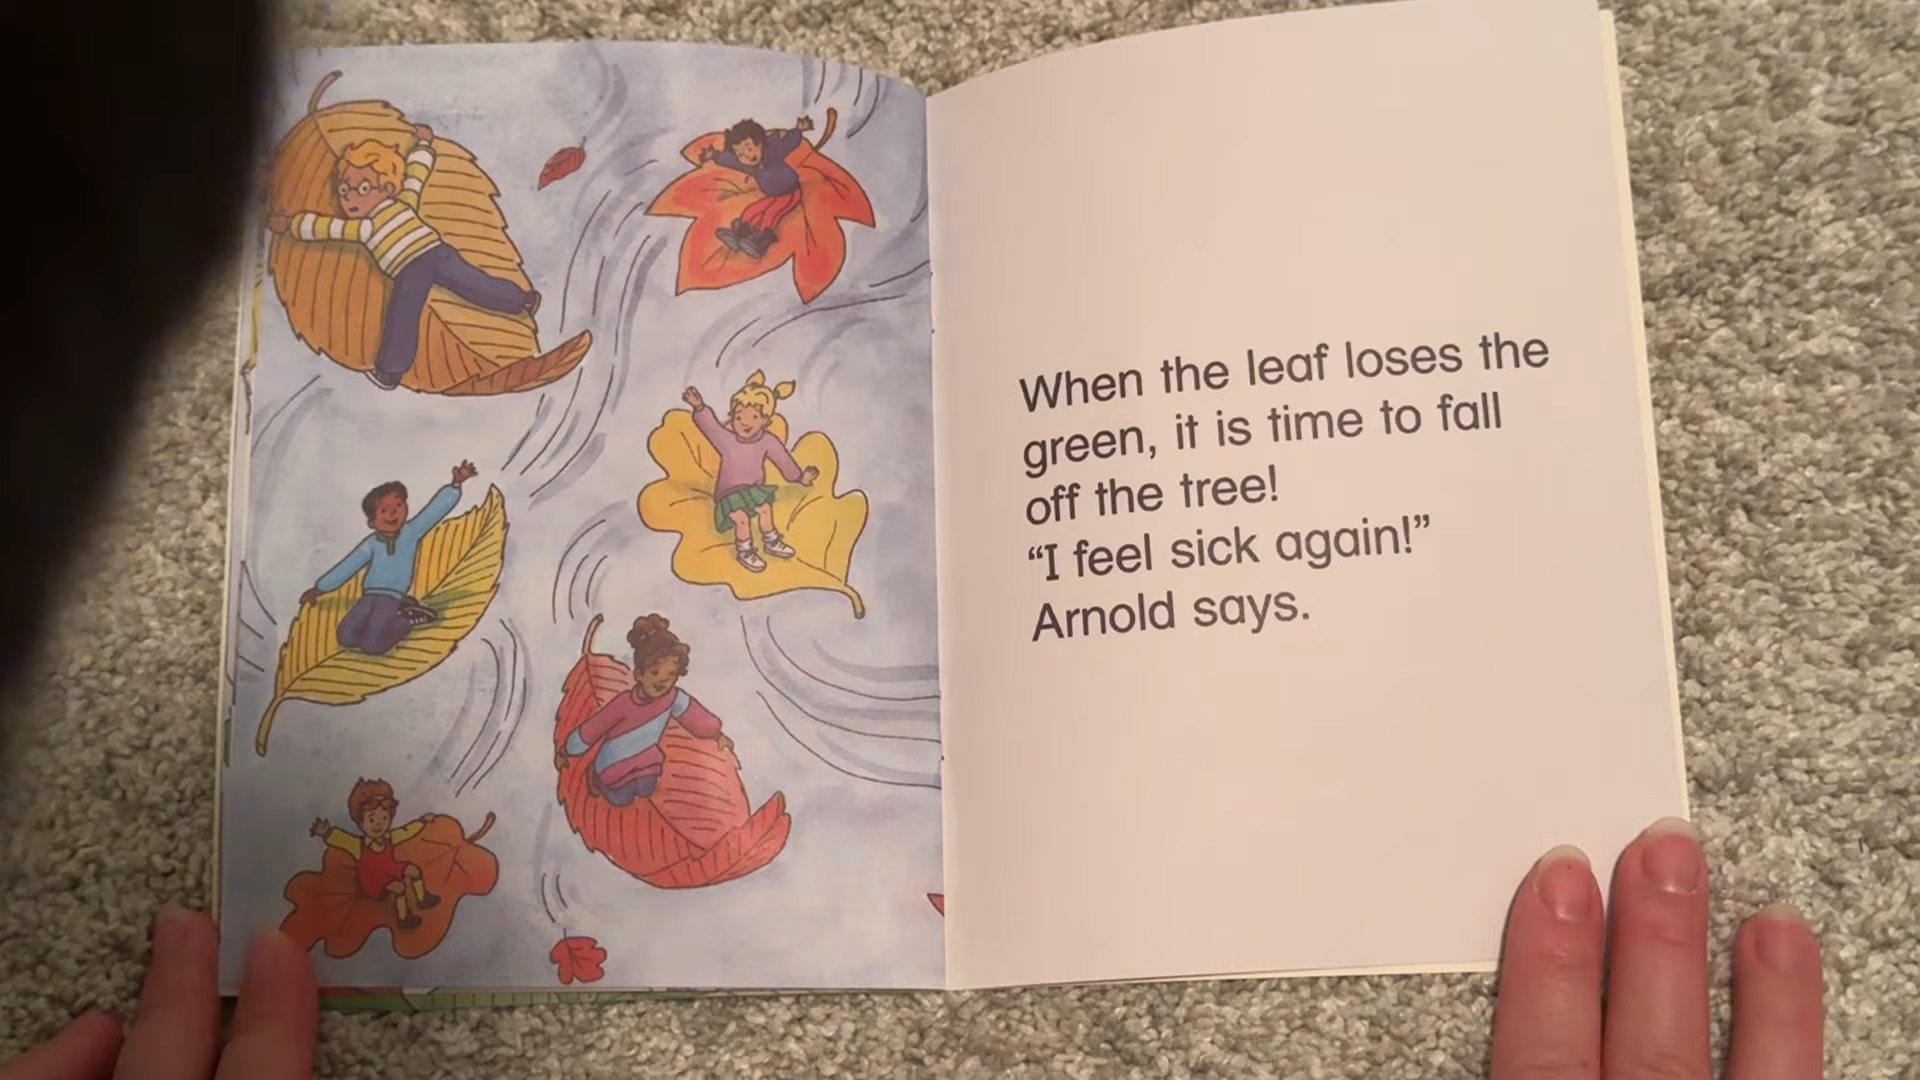 When the leaf loses the
green, it is time to fall
off the tree!
“I feel sick again!”
Arnold says.